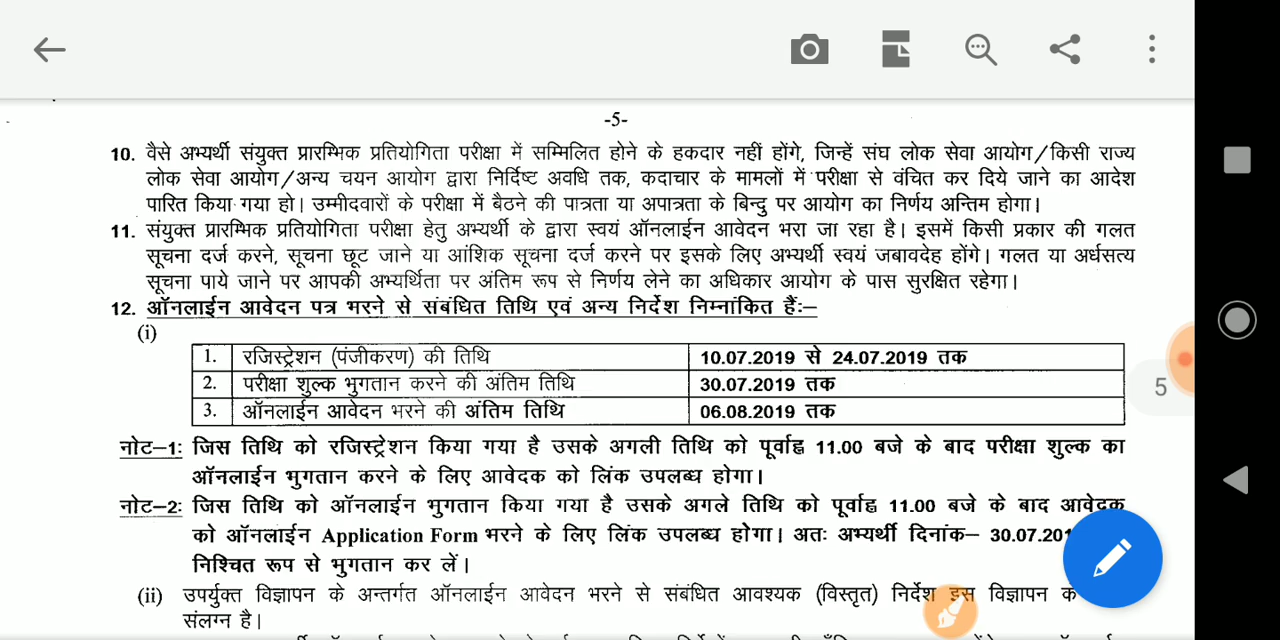 -5-
10. वैसे अभ्यर्थी संयुक्त प्रारम्भिक प्रतियोगिता परीक्षा में सम्मिलित होने के हकदार नहीं होंगे, जिन्हें संघ लोक सेवा आयोग/किसी राज्य
लोक सेवा आयोग/अन्य चयन आयोग द्वारा निर्दिष्ट अवधि तक, कदाचार के मामलों में परीक्षा से वंचित कर दिये जाने का आदेश
पारित किया गया हो। उम्मीदवारों के परीक्षा में बैठने की पात्रता या अपात्रता के बिन्दु पर आयोग का निर्णय अन्तिम होगा।
11. संयुक्त प्रारम्भिक प्रतियोगिता परीक्षा हेतु अभ्यर्थी के द्वारा स्वयं ऑनलाईन आवेदन भरा जा रहा है। इसमें किसी प्रकार की गलत
सूचना दर्ज करने, सूचना छूट जाने या आंशिक सूचना दर्ज करने पर इसके लिए अभ्यर्थी स्वयं जबावदेह होंगे। गलत या अर्धसत्य
सूचना पाये जाने पर आपकी अभ्यर्थिता पर अंतिम रूप से निर्णय लेने का अधिकार आयोग के पास सुरक्षित रहेगा।
12. ऑनलाईन आवेदन पत्र भरने से संबंधित तिथि एवं अन्य निर्देश निम्नांकित हैं:–
(i)
1. रजिस्ट्रेशन (पंजीकरण) की तिथि 10.07.2019 से 24.07.2019 तक
2. परीक्षा शुल्क भुगतान करने की अंतिम तिथि 30.07.2019 तक
3. ऑनलाईन आवेदन भरने की अंतिम तिथि 06.08.2019 तक
5
नोट–1: जिस तिथि को रजिस्ट्रेशन किया गया है उसके अगली तिथि को पूर्वाह्न 11.00 बजे के बाद परीक्षा शुल्क का
ऑनलाईन भुगतान करने के लिए आवेदक को लिंक उपलब्ध होगा।
नोट–2: जिस तिथि को ऑनलाईन भुगतान किया गया है उसके अगले तिथि को पूर्वाह्न 11.00 बजे के बाद आवेदक
को ऑनलाईन Application Form भरने के लिए लिंक उपलब्ध होगा। अतः अभ्यर्थी दिनांक– 30.07.201
निश्चित रूप से भुगतान कर लें।
(ii) उपर्युक्त विज्ञापन के अन्तर्गत ऑनलाईन आवेदन भरने से संबंधित आवश्यक (विस्तृत) निर्देश इस विज्ञापन के
संलग्न है।